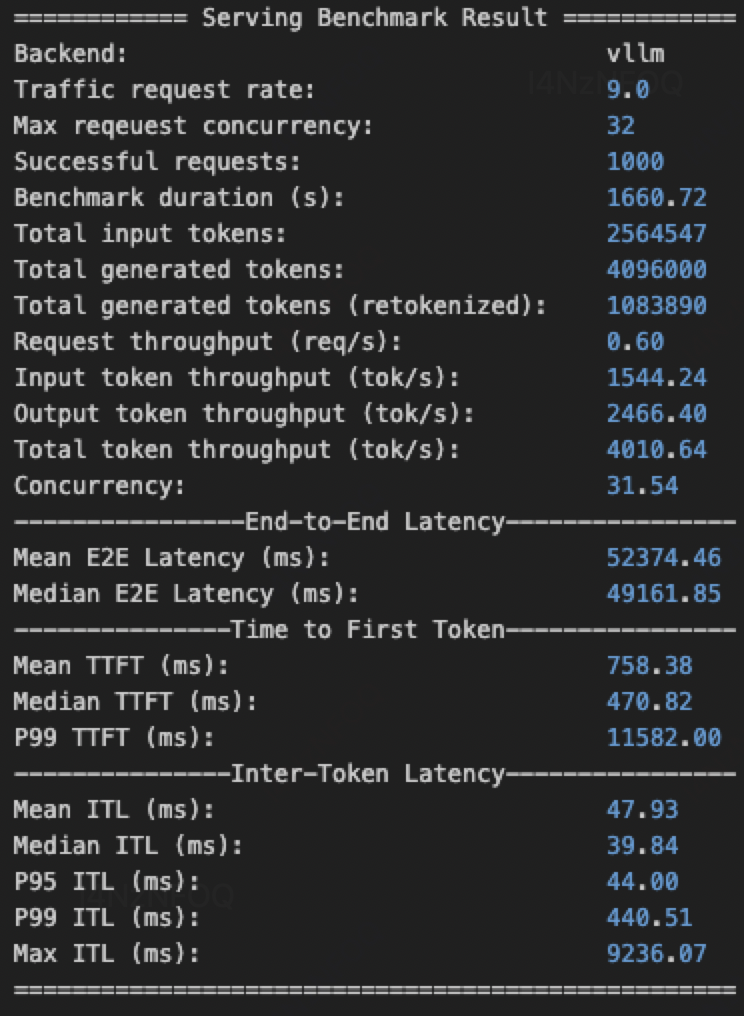 ============ Serving Benchmark Result ============
Backend: vllm
Traffic request rate: 9.0
Max reqeuest concurrency: 32
Successful requests: 1000
Benchmark duration (s): 1660.72
Total input tokens: 2564547
Total generated tokens: 4096000
Total generated tokens (retokenized): 1083890
Request throughput (req/s): 0.60
Input token throughput (tok/s): 1544.24
Output token throughput (tok/s): 2466.40
Total token throughput (tok/s): 4010.64
Concurrency: 31.54
----------------End-to-End Latency----------------
Mean E2E Latency (ms): 52374.46
Median E2E Latency (ms): 49161.85
---------------Time to First Token----------------
Mean TTFT (ms): 758.38
Median TTFT (ms): 470.82
P99 TTFT (ms): 11582.00
---------------Inter-Token Latency----------------
Mean ITL (ms): 47.93
Median ITL (ms): 39.84
P95 ITL (ms): 44.00
P99 ITL (ms): 440.51
Max ITL (ms): 9236.07
==================================================